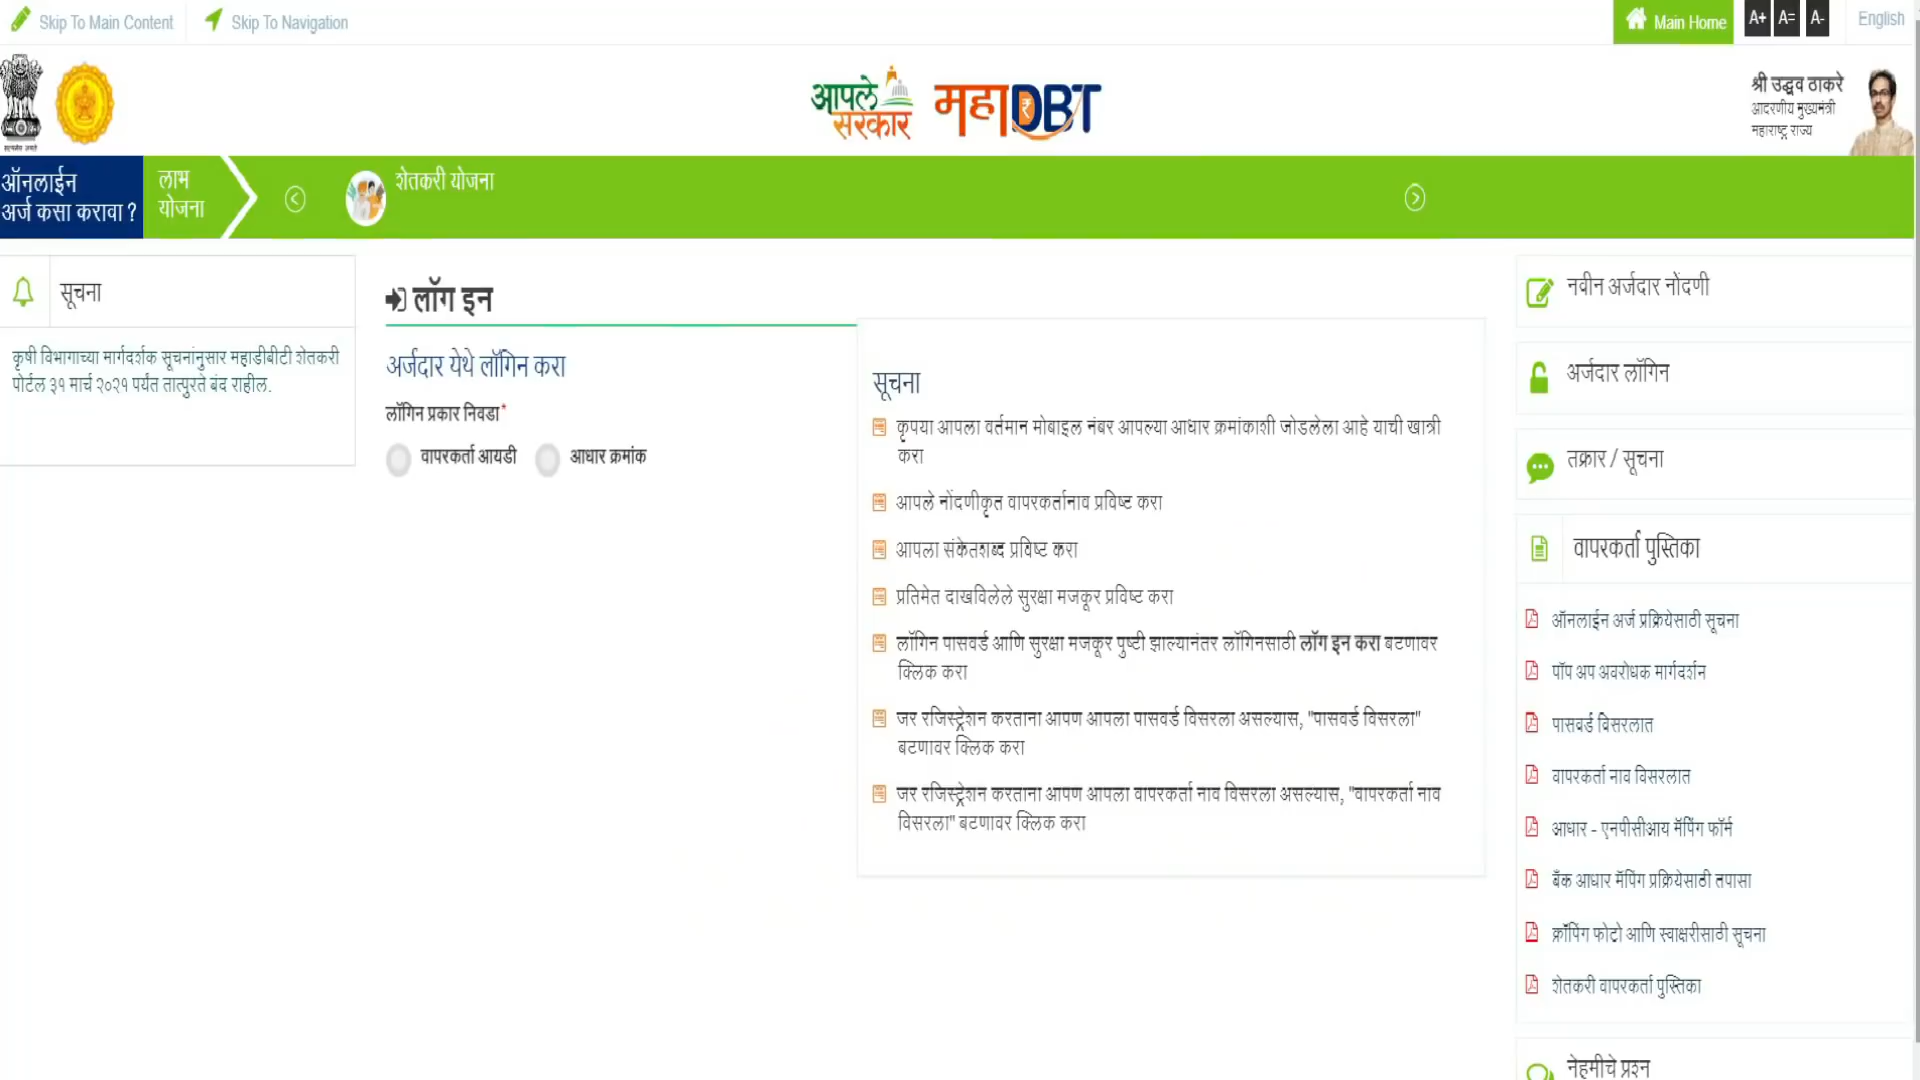 Skip To Main Content
Skip To Navigation
Main Home
A+
A=
A-
English
आपले
सरकार
महाDBT
श्री उद्धव ठाकरे
आदरणीय मुख्यमंत्री
महाराष्ट्र राज्य
ऑनलाईन
अर्ज कसा करावा ?
लाभ
योजना
शेतकरी योजना
सूचना
कृषी विभागाच्या मार्गदर्शक सूचनांनुसार महाडीबीटी शेतकरी
पोर्टल ३१ मार्च २०२१ पर्यंत तात्पुरते बंद राहील.
लॉग इन
अर्जदार येथे लॉगिन करा
लॉगिन प्रकार निवडा*
वापरकर्ता आयडी
आधार क्रमांक
सूचना
कृपया आपला वर्तमान मोबाइल नंबर आपल्या आधार क्रमांकाशी जोडलेला आहे याची खात्री
करा
आपले नोंदणीकृत वापरकर्तानाव प्रविष्ट करा
आपला संकेतशब्द प्रविष्ट करा
प्रतिमेत दाखविलेले सुरक्षा मजकूर प्रविष्ट करा
लॉगिन पासवर्ड आणि सुरक्षा मजकूर पुष्टी झाल्यानंतर लॉगिनसाठी लॉग इन करा बटणावर
क्लिक करा
जर रजिस्ट्रेशन करताना आपण आपला पासवर्ड विसरला असल्यास, "पासवर्ड विसरला"
बटणावर क्लिक करा
जर रजिस्ट्रेशन करताना आपण आपला वापरकर्ता नाव विसरला असल्यास, "वापरकर्ता नाव
विसरला" बटणावर क्लिक करा
नवीन अर्जदार नोंदणी
अर्जदार लॉगिन
तक्रार / सूचना
वापरकर्ता पुस्तिका
ऑनलाईन अर्ज प्रक्रियेसाठी सूचना
पॉप अप अवरोधक मार्गदर्शन
पासवर्ड विसरलात
वापरकर्ता नाव विसरलात
आधार - एनपीसीआय मॅपिंग फॉर्म
बँक आधार मॅपिंग प्रक्रियेसाठी तपासा
क्रॉपिंग फोटो आणि स्वाक्षरीसाठी सूचना
शेतकरी वापरकर्ता पुस्तिका
नेहमीचे प्रश्न